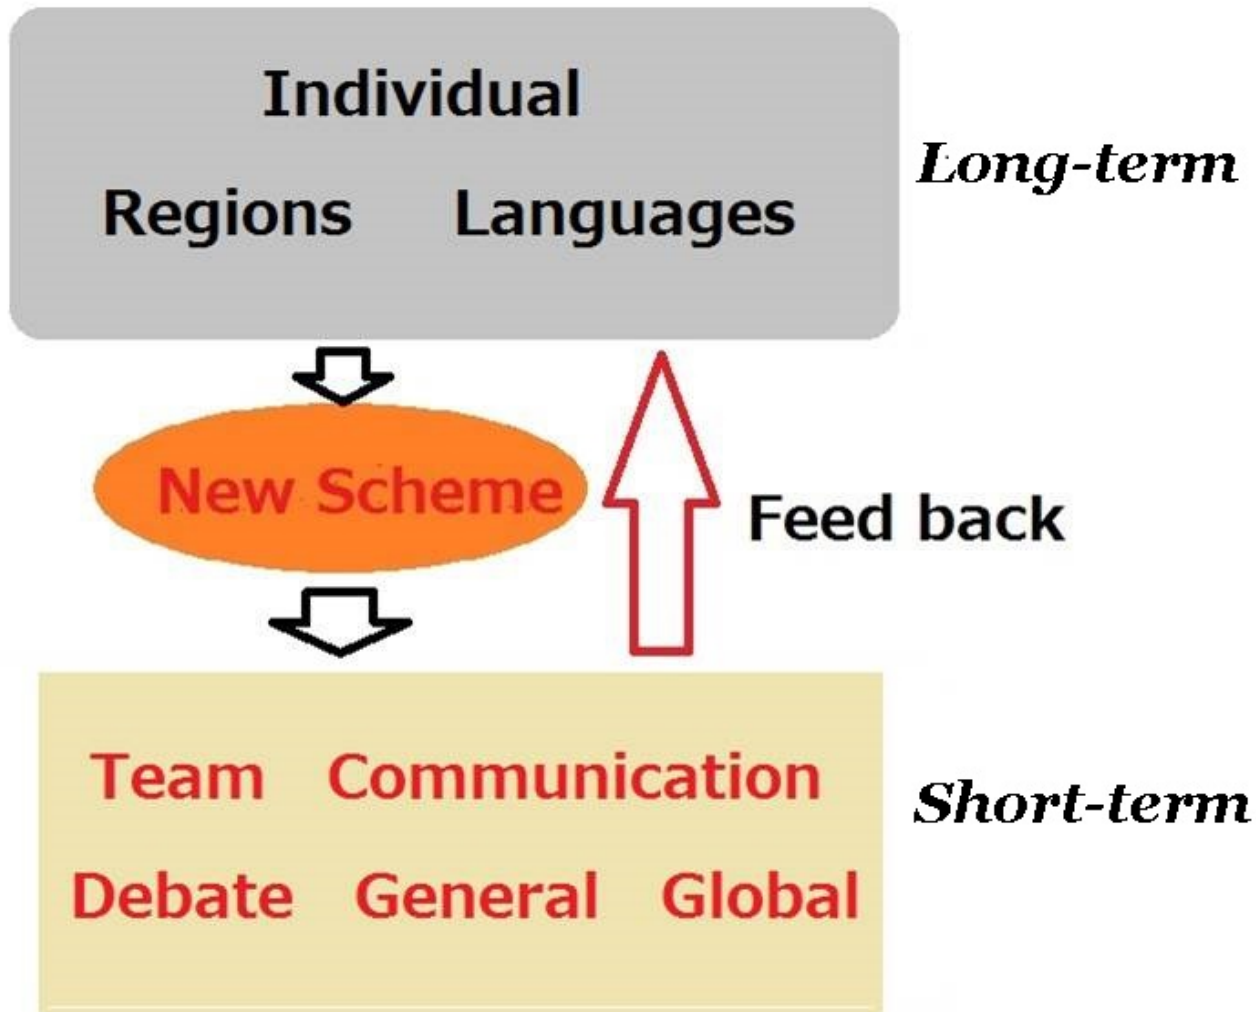 Individual
Regions Languages
Long-term
New Scheme
Feed back
Team Communication
Debate General Global
Short-term